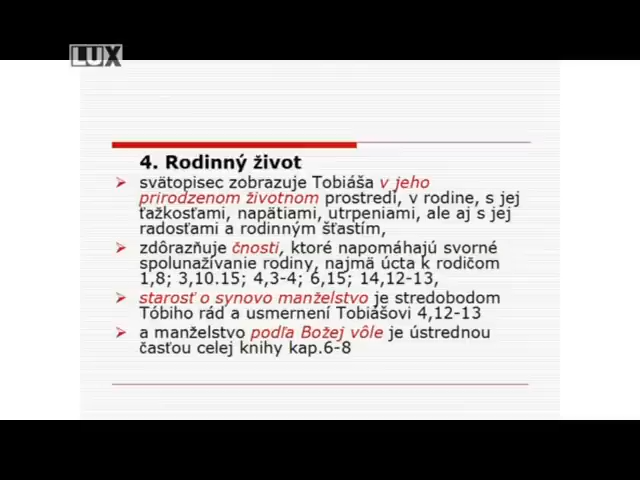 LUX
4. Rodinný život
svätopisec zobrazuje Tobiáša v jeho
prirodzenom životnom prostredí, v rodine, s jej
ťažkosťami, napätiami, utrpeniami, ale aj s jej
radosťami a rodinným šťastím,
zdôrazňuje čnosti, ktoré napomáhajú svorné
spolunažívanie rodiny, najmä úcta k rodičom
1,8; 3,10.15; 4,3-4; 6,15; 14,12-13,
starosť o synovo manželstvo je stredobodom
Tóbiho rád a usmernení Tobiášovi 4,12-13
a manželstvo podľa Božej vôle je ústrednou
časťou celej knihy kap.6-8